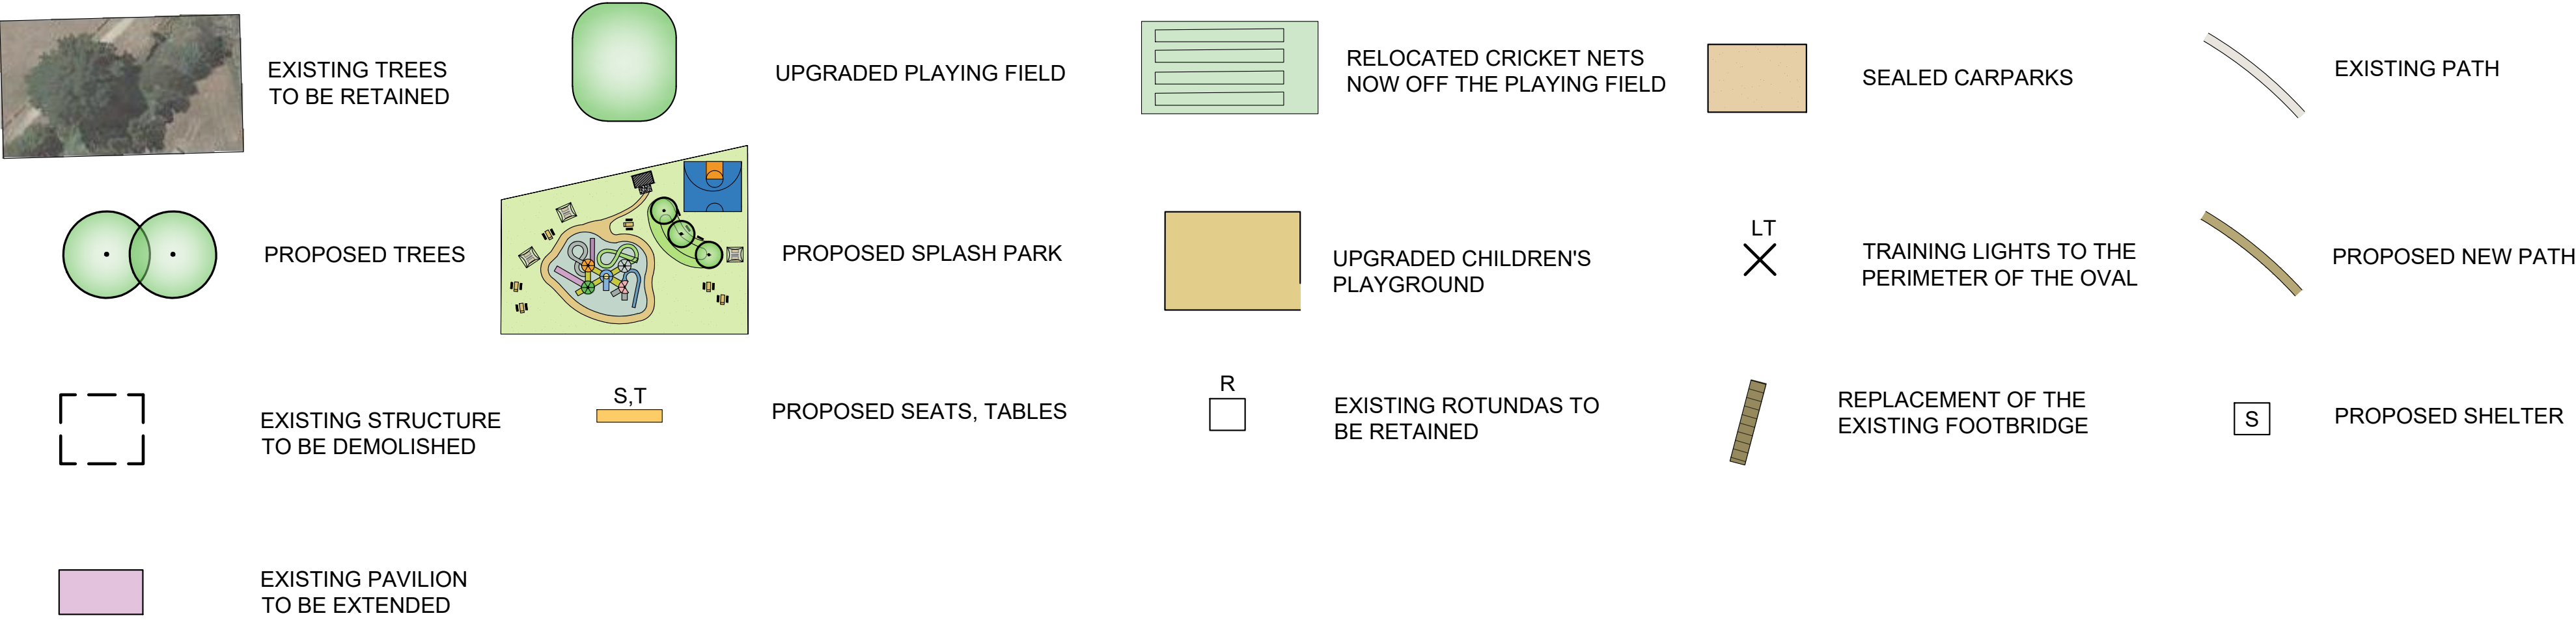 EXISTING TREES
TO BE RETAINED
UPGRADED PLAYING FIELD
RELOCATED CRICKET NETS
NOW OFF THE PLAYING FIELD
SEALED CARPARKS
EXISTING PATH
PROPOSED TREES
PROPOSED SPLASH PARK
UPGRADED CHILDREN'S
PLAYGROUND
LT
TRAINING LIGHTS TO THE
PERIMETER OF THE OVAL
PROPOSED NEW PATH
EXISTING STRUCTURE
TO BE DEMOLISHED
S,T
PROPOSED SEATS, TABLES
R
EXISTING ROTUNDAS TO
BE RETAINED
REPLACEMENT OF THE
EXISTING FOOTBRIDGE
S
PROPOSED SHELTER
EXISTING PAVILION
TO BE EXTENDED